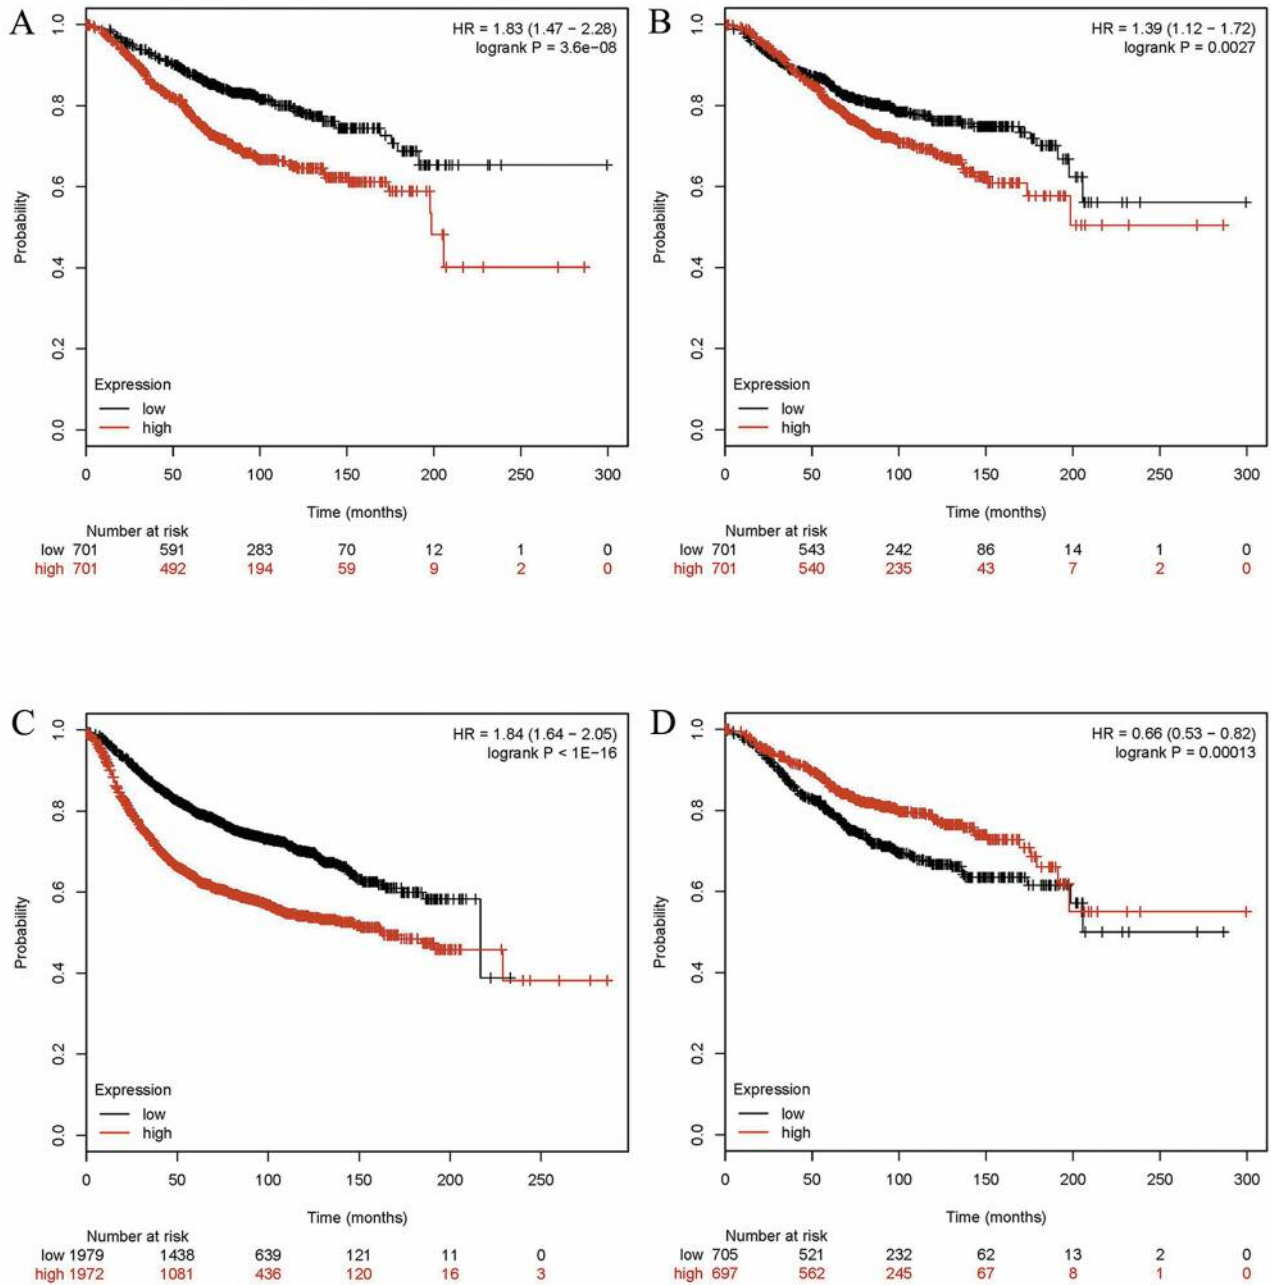 A
HR = 1.83 (1.47 − 2.28)
logrank P = 3.6e−08
Probability
1.0
0.8
0.6
0.4
0.2
0.0
Expression
low
high
0 50 100 150 200 250 300
Time (months)
Number at risk
low 701 591 283 70 12 1 0
high 701 492 194 59 9 2 0
B
HR = 1.39 (1.12 − 1.72)
logrank P = 0.0027
Probability
1.0
0.8
0.6
0.4
0.2
0.0
Expression
low
high
0 50 100 150 200 250 300
Time (months)
Number at risk
low 701 543 242 86 14 1 0
high 701 540 235 43 7 2 0
C
HR = 1.84 (1.64 − 2.05)
logrank P < 1E−16
Probability
1.0
0.8
0.6
0.4
0.2
0.0
Expression
low
high
0 50 100 150 200 250
Time (months)
Number at risk
low 1979 1438 639 121 11 0
high 1972 1081 436 120 16 3
D
HR = 0.66 (0.53 − 0.82)
logrank P = 0.00013
Probability
1.0
0.8
0.6
0.4
0.2
0.0
Expression
low
high
0 50 100 150 200 250 300
Time (months)
Number at risk
low 705 521 232 62 13 2 0
high 697 562 245 67 8 1 0